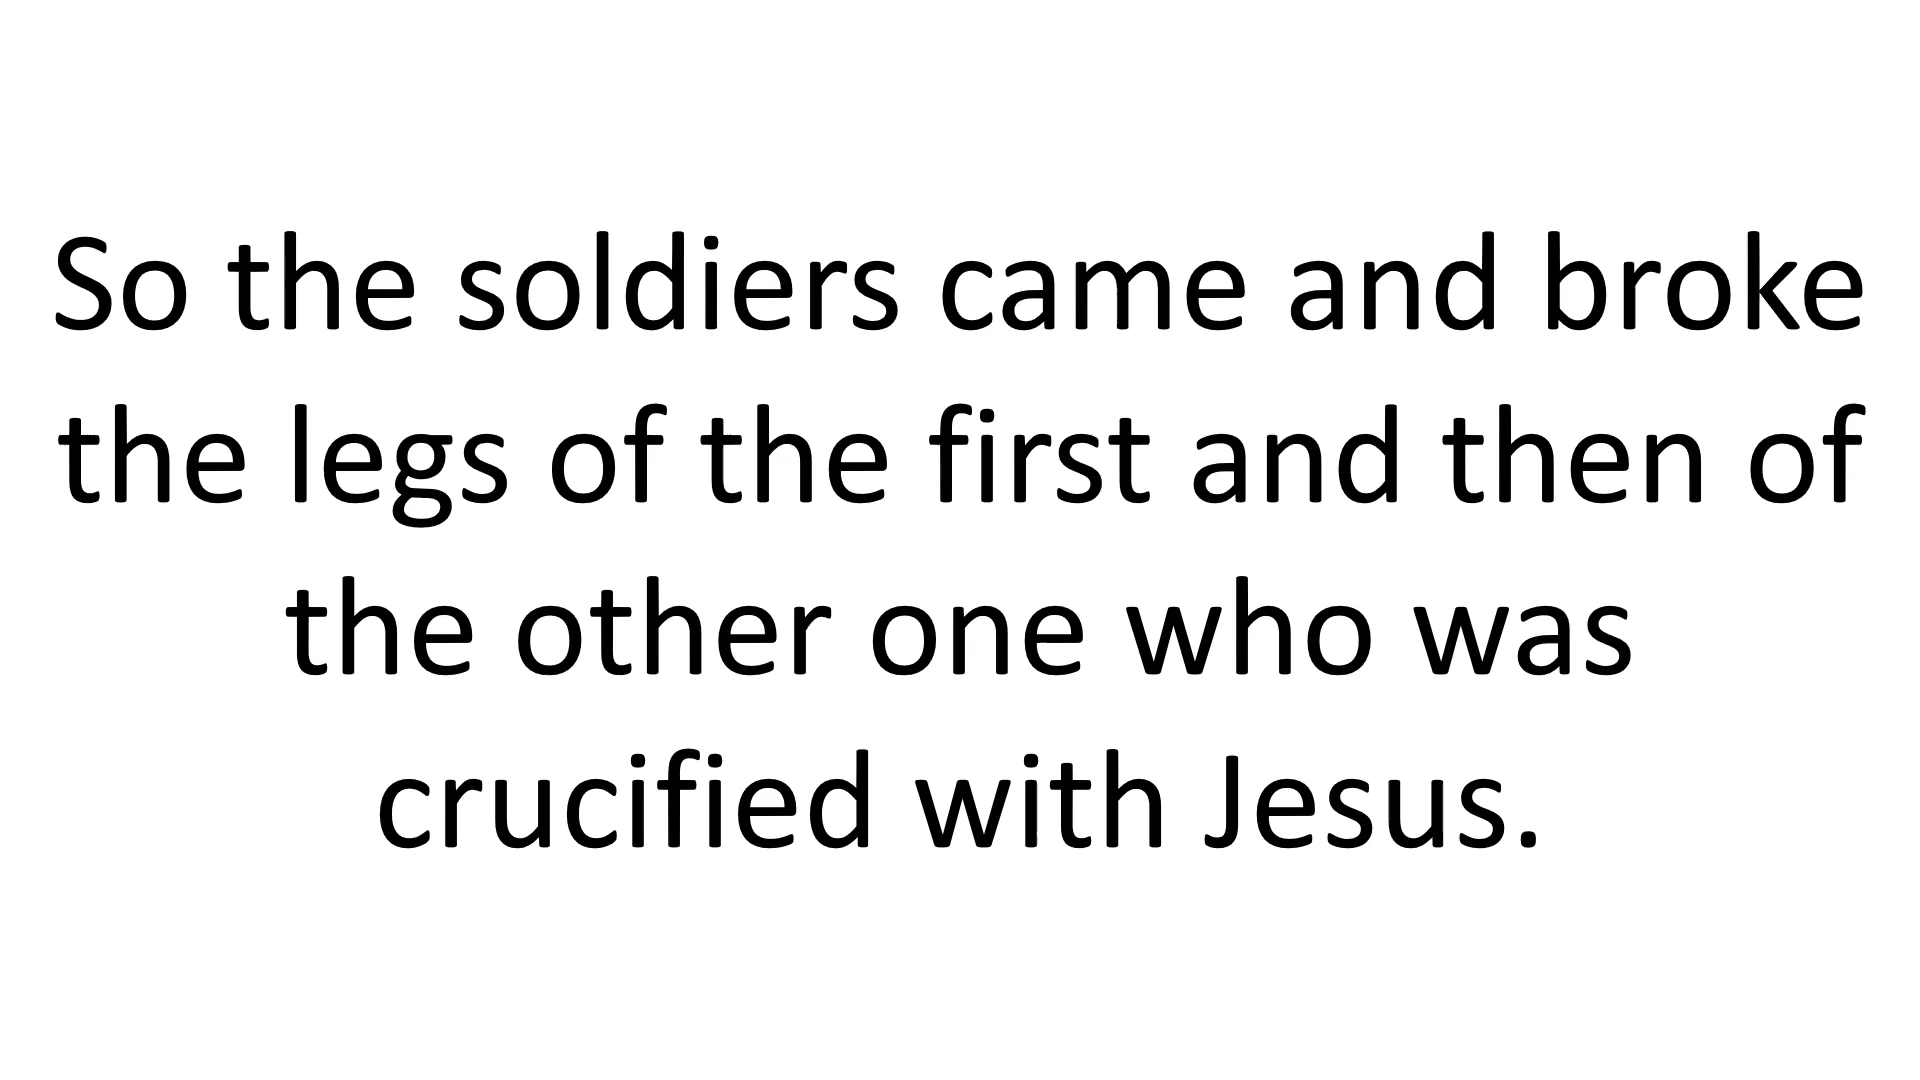 So the soldiers came and broke
the legs of the first and then of
the other one who was
crucified with Jesus.